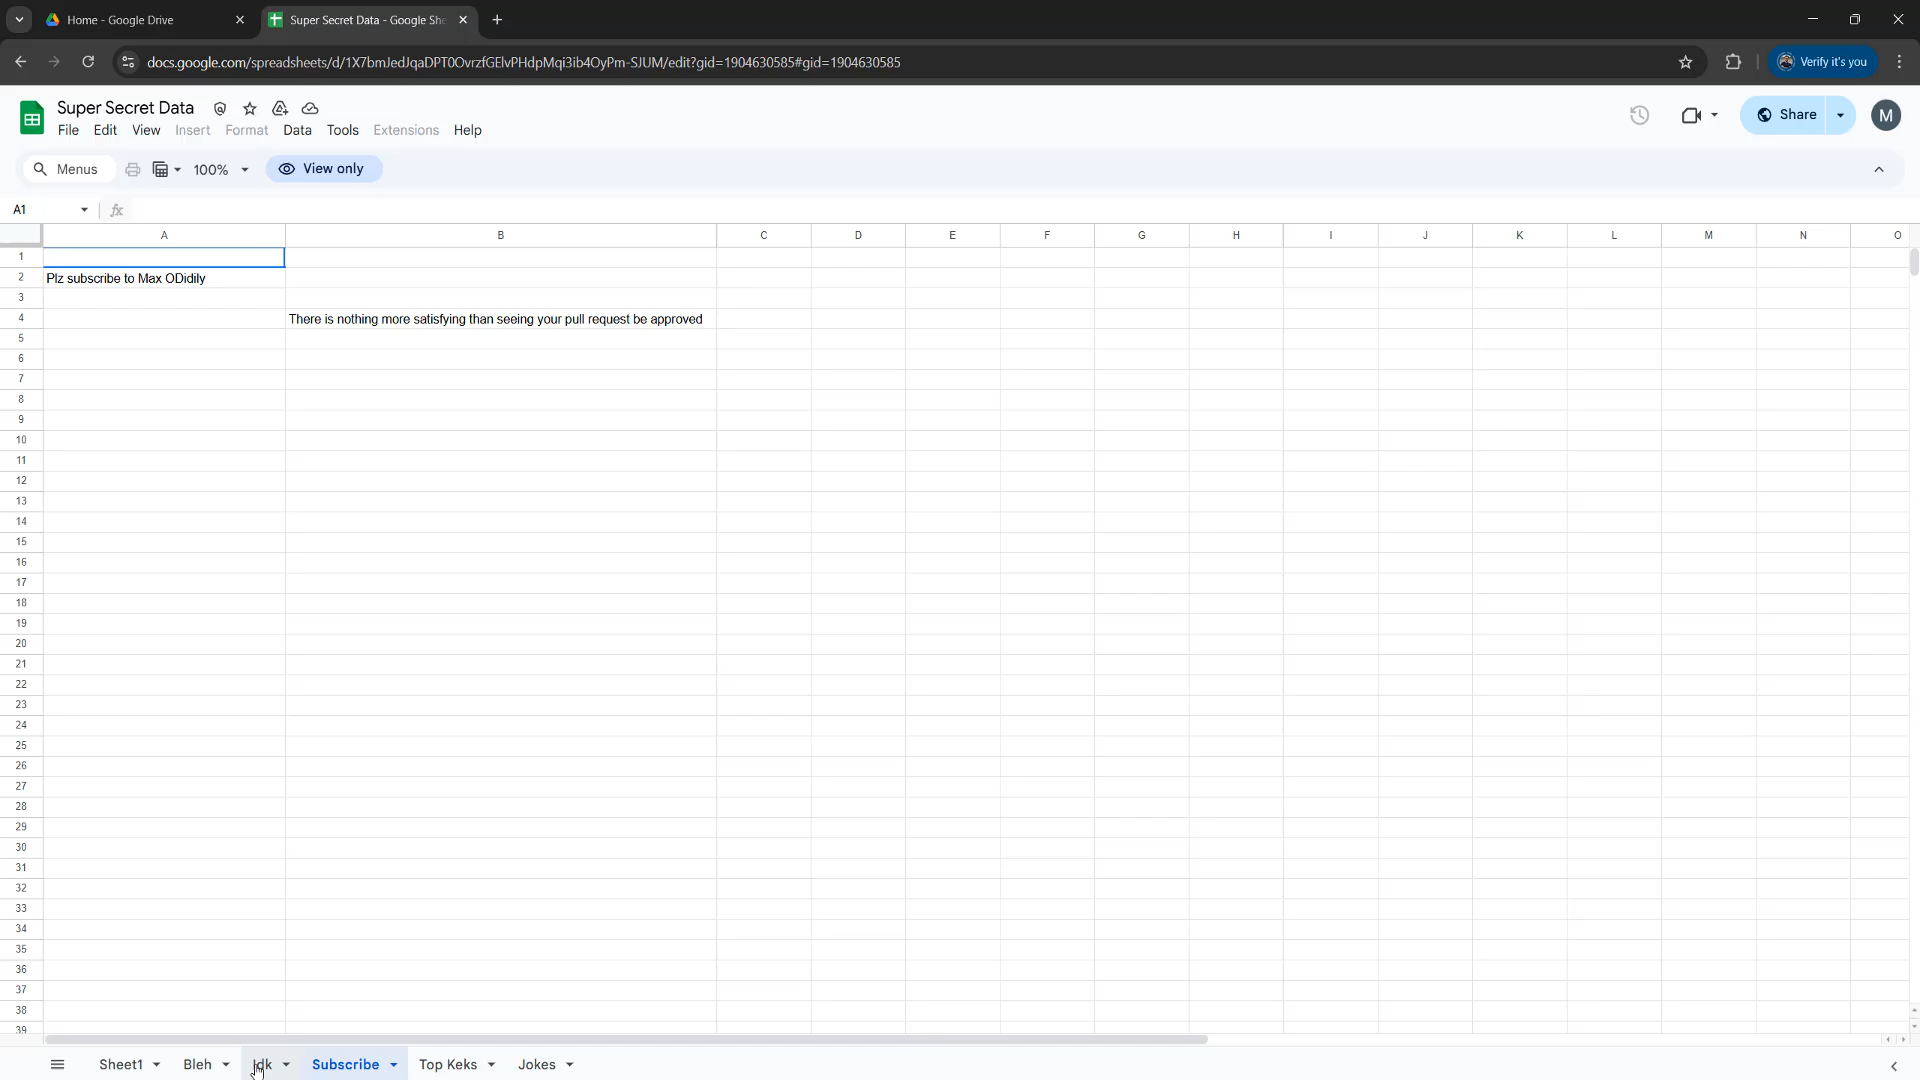 Home - Google Drive
Super Secret Data - Google She
docs.google.com/spreadsheets/d/1X7bmJedJqaDPT0OvrzfGElvPHdpMqi3ib4OyPm-SJUM/edit?gid=1904630585#gid=1904630585
Verify it's you
Super Secret Data
File Edit View Insert Format Data Tools Extensions Help
Share
M
Menus
100%
View only
A1
fx
A B C D E F G H I J K L M N O
1
2 Plz subscribe to Max ODidily
3
4 There is nothing more satisfying than seeing your pull request be approved
5
6
7
8
9
10
11
12
13
14
15
16
17
18
19
20
21
22
23
24
25
26
27
28
29
30
31
32
33
34
35
36
37
38
39
Sheet1 Bleh Idk Subscribe Top Keks Jokes